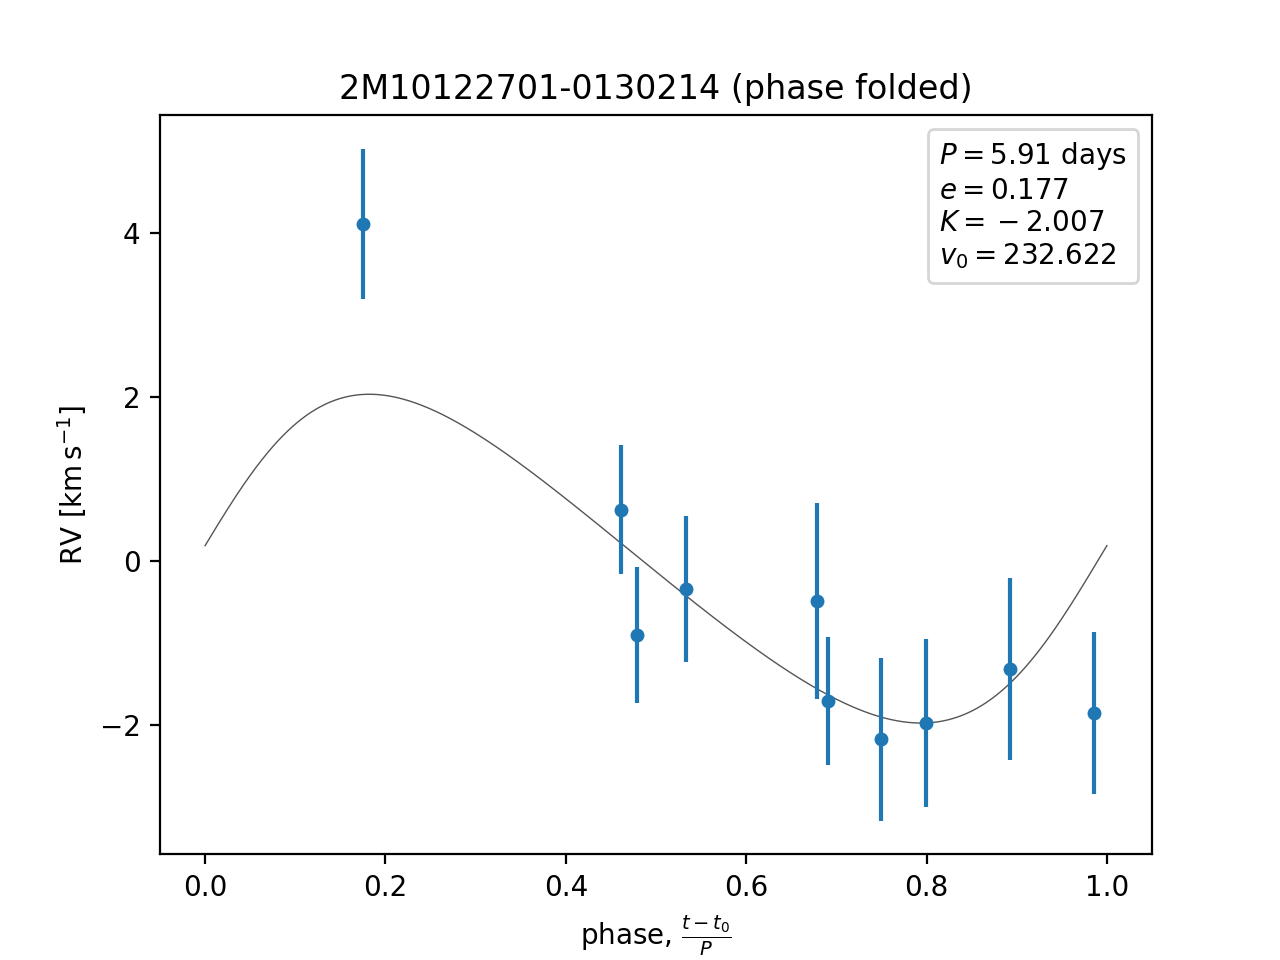 2M10122701-0130214 (phase folded)
P = 5.91 days
e = 0.177
K = −2.007
v₀ = 232.622
4
2
0
−2
RV [km s⁻¹]
0.0 0.2 0.4 0.6 0.8 1.0
phase, (t − t₀)/P